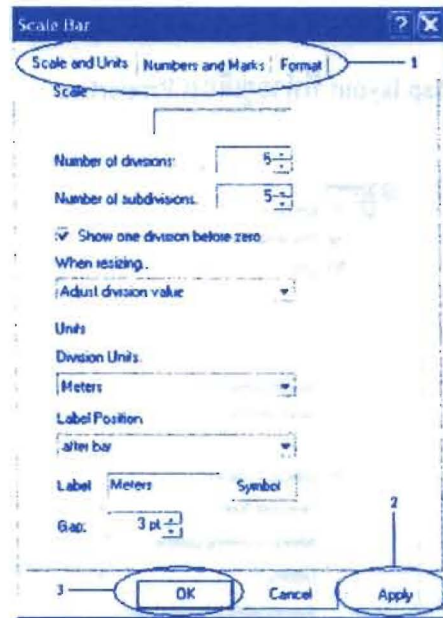 Scale Bar ? X
Scale and Units Numbers and Marks Format 1
Scale
Number of divisions: 5
Number of subdivisions. 5
Show one division before zero
When resizing..
Adjust division value
Units
Division Units.
Meters
Label Position
after bar
Label Meters Symbol
Gap: 3 pt
2
3 OK Cancel Apply